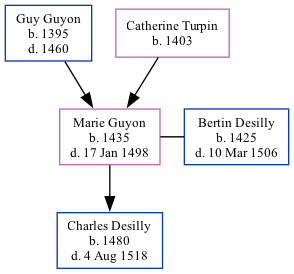 Guy Guyon
b. 1395
d. 1460
Catherine Turpin
b. 1403
Marie Guyon
b. 1435
d. 17 Jan 1498
Bertin Desilly
b. 1425
d. 10 Mar 1506
Charles Desilly
b. 1480
d. 4 Aug 1518